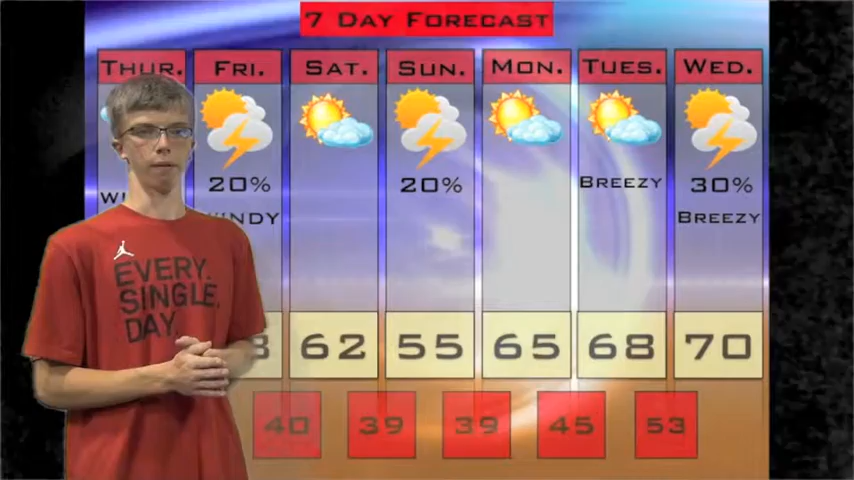 7 DAY FORECAST
THUR. FRI. SAT. SUN. MON. TUES. WED.
20% 20% BREEZY 30%
BREEZY
EVERY.
SINGLE.
DAY.
62 55 65 68 70
40 39 39 45 53